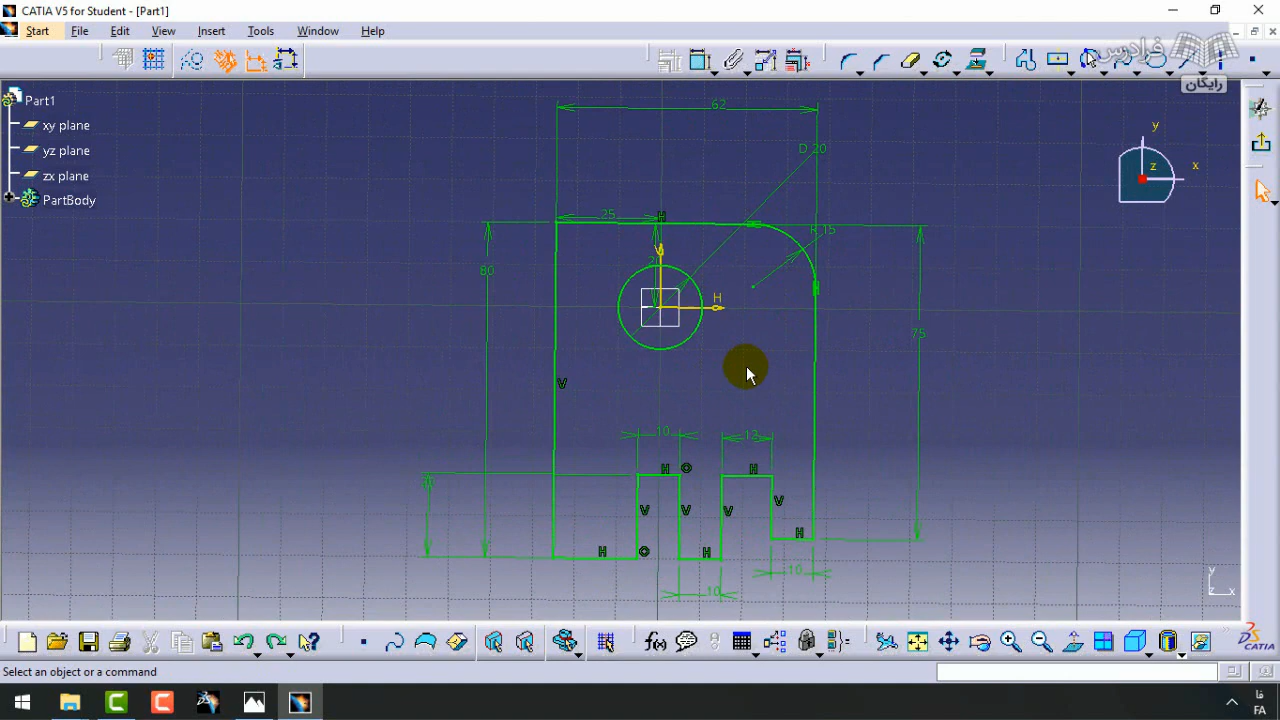 CATIA V5 for Student - [Part1]
Start File Edit View Insert Tools Window Help
فرادرس
رایگان
Part1
xy plane
yz plane
zx plane
PartBody
62
D 20
25
H
R 15
80
H
75
V
10
12
H
H
V
V
V
V
H
H
H
10
10
y
x
z
y
z
x
f(x)
CATIA
Select an object or a command
فا
FA